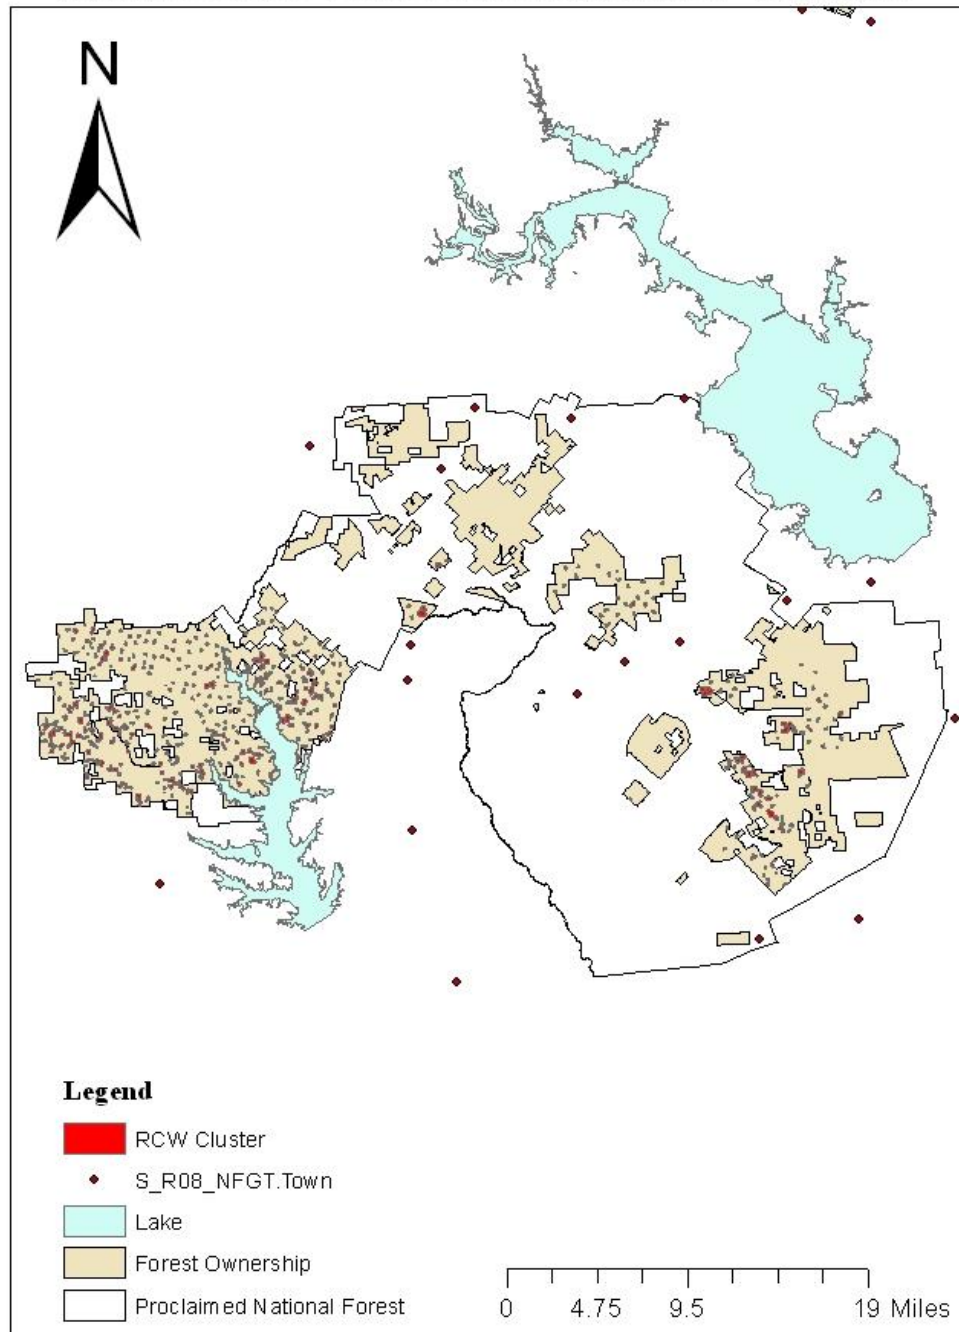 N
Legend
RCW Cluster
S_R08_NFGT.Town
Lake
Forest Ownership
Proclaimed National Forest
0 4.75 9.5 19 Miles